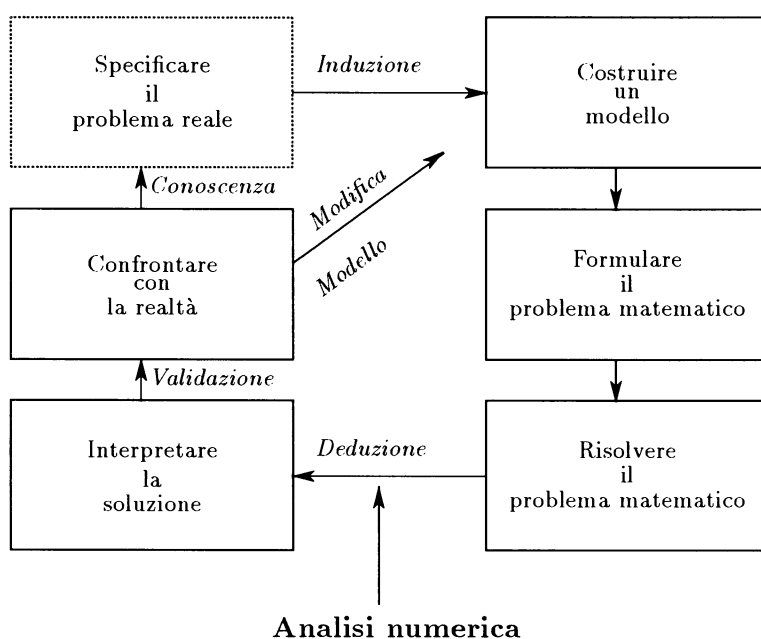 Specificare
il
problema reale
Induzione
Costruire
un
modello
Conoscenza
Modifica
Modello
Confrontare
con
la realtà
Formulare
il
problema matematico
Validazione
Interpretare
la
soluzione
Deduzione
Risolvere
il
problema matematico
Analisi numerica